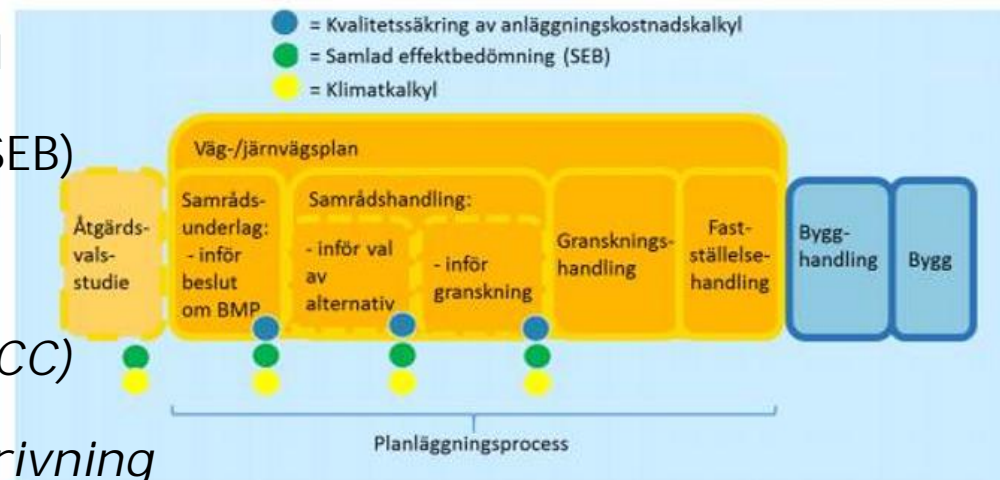 = Kvalitetssäkring av anläggningskostnadskalkyl
= Samlad effektbedömning (SEB)
= Klimatkalkyl
SEB)
CC)
rivning
Väg-/järnvägsplan
Åtgärds-
vals-
studie
Samråds-
underlag:
- inför
beslut
om BMP
Samrådshandling:
- inför val
av
alternativ
- inför
granskning
Gransknings-
handling
Fast-
ställelse-
handling
Bygg-
handling
Bygg
Planläggningsprocess